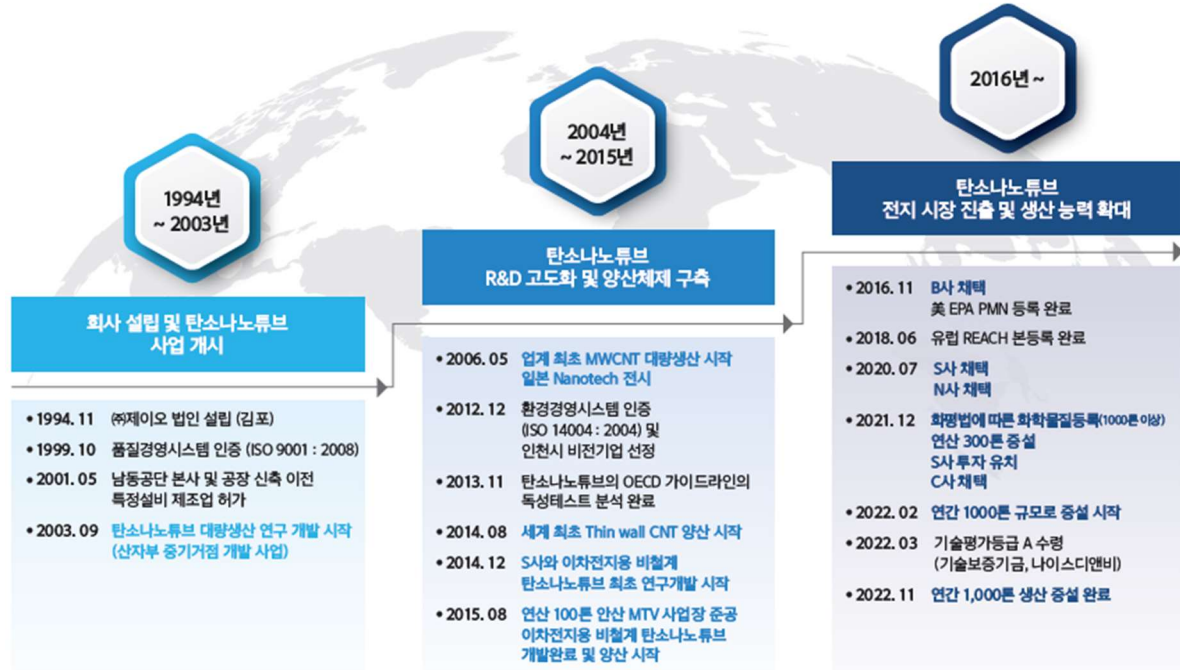 1994년
~ 2003년
회사 설립 및 탄소나노튜브
사업 개시
• 1994. 11 ㈜제이오 법인 설립 (김포)
• 1999. 10 품질경영시스템 인증 (ISO 9001 : 2008)
• 2001. 05 남동공단 본사 및 공장 신축 이전
특정설비 제조업 허가
• 2003. 09 탄소나노튜브 대량생산 연구 개발 시작
(산자부 중기거점 개발 사업)
2004년
~ 2015년
탄소나노튜브
R&D 고도화 및 양산체제 구축
• 2006. 05 업계 최초 MWCNT 대량생산 시작
일본 Nanotech 전시
• 2012. 12 환경경영시스템 인증
(ISO 14004 : 2004) 및
인천시 비전기업 선정
• 2013. 11 탄소나노튜브의 OECD 가이드라인의
독성테스트 분석 완료
• 2014. 08 세계 최초 Thin wall CNT 양산 시작
• 2014. 12 S사와 이차전지용 비철계
탄소나노튜브 최초 연구개발 시작
• 2015. 08 연산 100톤 안산 MTV 사업장 준공
이차전지용 비철계 탄소나노튜브
개발완료 및 양산 시작
2016년 ~
탄소나노튜브
전지 시장 진출 및 생산 능력 확대
• 2016. 11 B사 채택
美 EPA PMN 등록 완료
• 2018. 06 유럽 REACH 본등록 완료
• 2020. 07 S사 채택
N사 채택
• 2021. 12 화평법에 따른 화학물질등록(1000톤 이상)
연산 300톤 증설
S사 투자 유치
C사 채택
• 2022. 02 연간 1000톤 규모로 증설 시작
• 2022. 03 기술평가등급 A 수령
(기술보증기금, 나이스디앤비)
• 2022. 11 연간 1,000톤 생산 증설 완료